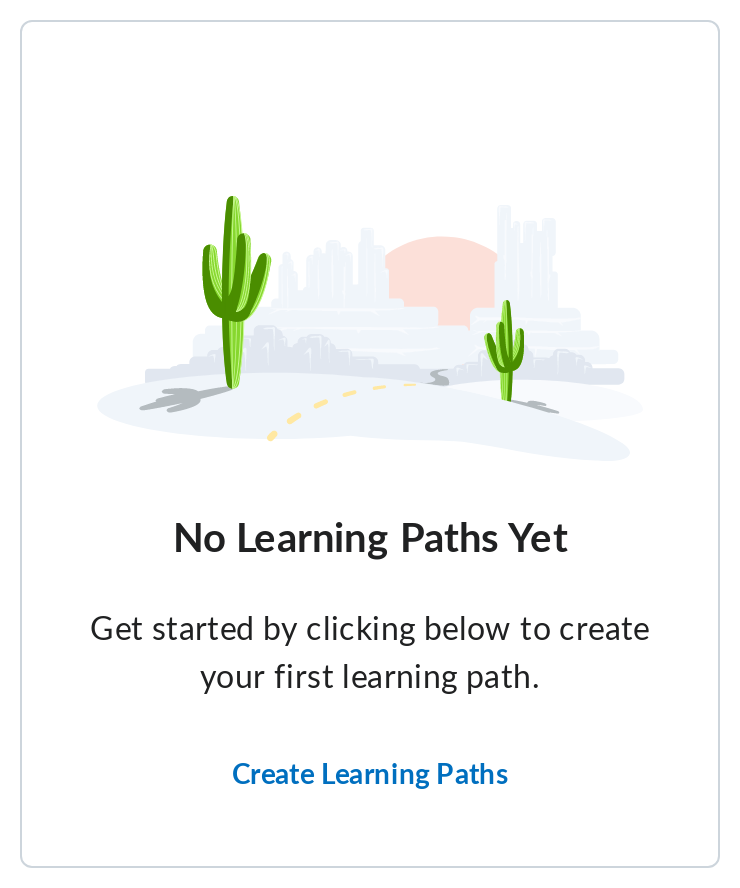 No Learning Paths Yet
Get started by clicking below to create
your first learning path.
Create Learning Paths